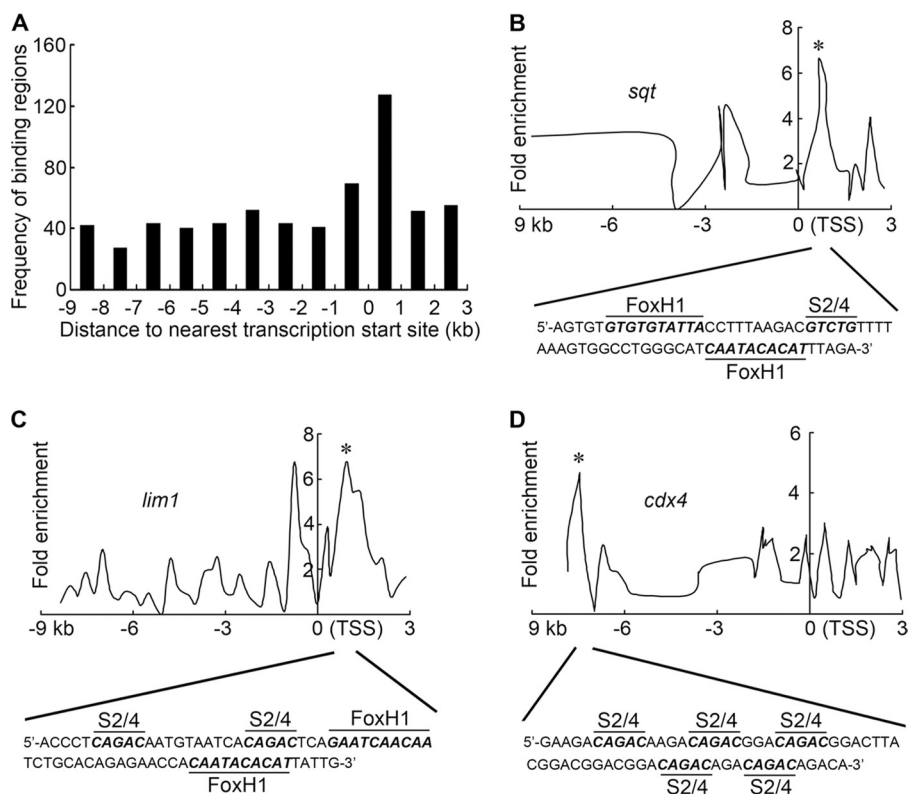 A
Frequency of binding regions
160
120
80
40
0
-9 -8 -7 -6 -5 -4 -3 -2 -1 0 1 2 3
Distance to nearest transcription start site (kb)
B
Fold enrichment
8
6
4
2
*
sqt
9 kb -6 -3 0 (TSS) 3
FoxH1 S2/4
5'-AGTGTGTGTGTATTACCTTTAAGACGTCTGTTTT
AAAGTGGCCTGGGCATCAATACACATTTAGA-3'
FoxH1
C
Fold enrichment
8
6
4
2
*
lim1
-9 kb -6 -3 0 (TSS) 3
S2/4 S2/4 FoxH1
5'-ACCCTCAGACAATGTAATCACAGACTCAGAATCAACAA
TCTGCACAGAGAACCACAATACACATTATTG-3'
FoxH1
D
Fold enrichment
6
4
2
*
cdx4
9 kb -6 -3 0 (TSS) 3
S2/4 S2/4 S2/4
5'-GAAGACAGACAAGACAGACGGACAGACGGACTTA
CGGACGGACGGACAGACAGACAGACAGACA-3'
S2/4 S2/4